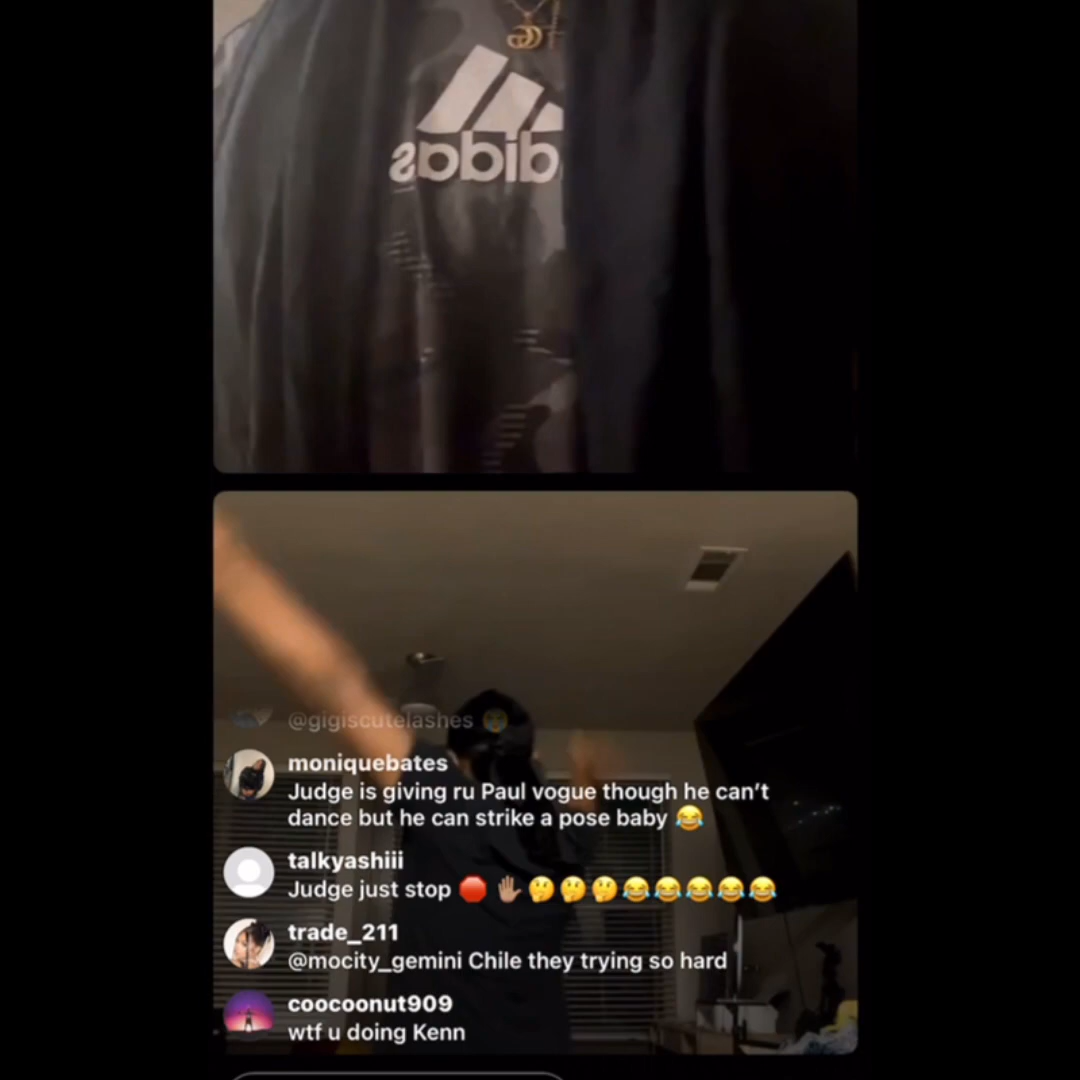 adidas
@gigiscutelashes
moniquebates
Judge is giving ru Paul vogue though he can't
dance but he can strike a pose baby 😂
talkyashiii
Judge just stop 🛑 ✋🏽🤔🤔🤔😂😂😂😂😂
trade_211
@mocity_gemini Chile they trying so hard
coocoonut909
wtf u doing Kenn